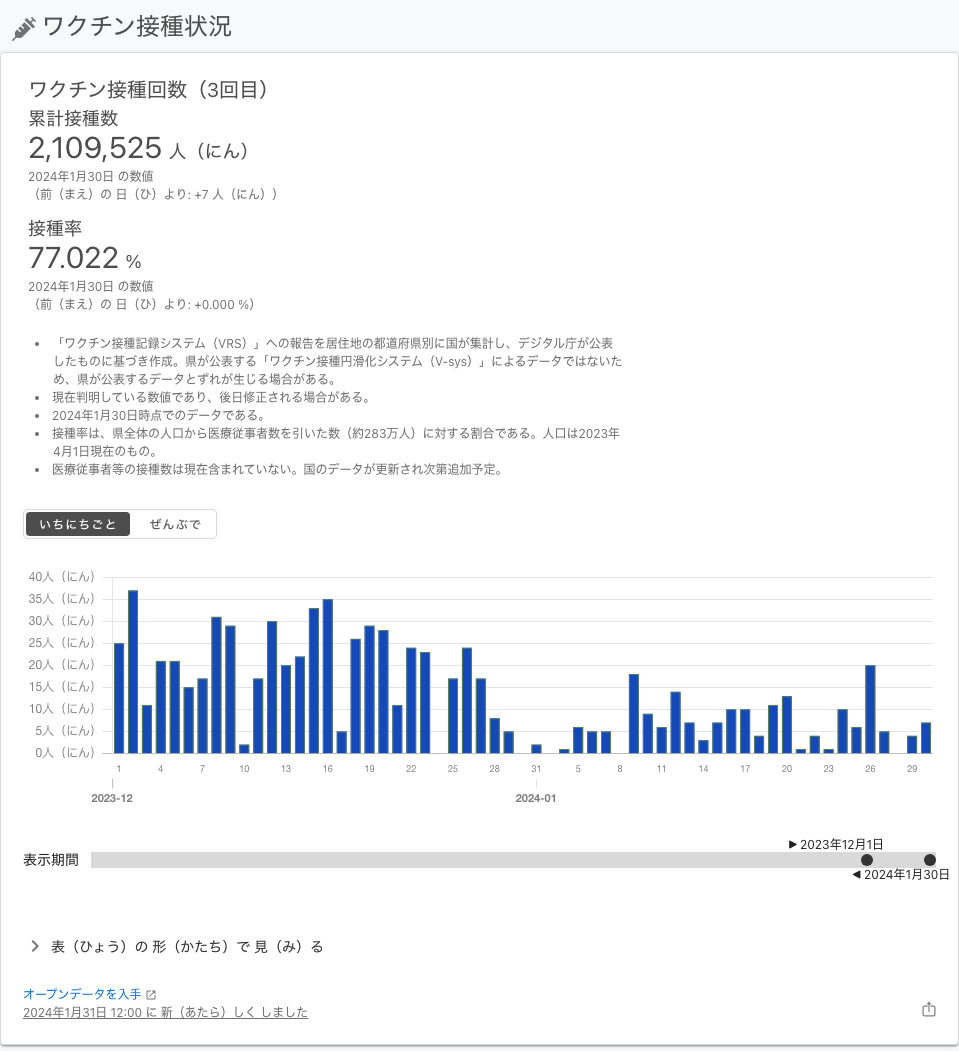 ワクチン接種状況
ワクチン接種回数（3回目）
累計接種数
2,109,525 人（にん）
2024年1月30日 の数値
（前（まえ）の 日（ひ）より: +7 人（にん））
接種率
77.022 %
2024年1月30日 の数値
（前（まえ）の 日（ひ）より: +0.000 %）
• 「ワクチン接種記録システム（VRS）」への報告を居住地の都道府県別に国が集計し、デジタル庁が公表
したものに基づき作成。県が公表する「ワクチン接種円滑化システム（V-sys）」によるデータではないた
め、県が公表するデータとずれが生じる場合がある。
• 現在判明している数値であり、後日修正される場合がある。
• 2024年1月30日時点でのデータである。
• 接種率は、県全体の人口から医療従事者数を引いた数（約283万人）に対する割合である。人口は2023年
4月1日現在のもの。
• 医療従事者等の接種数は現在含まれていない。国のデータが更新され次第追加予定。
いちにちごと ぜんぶで
40人（にん）
35人（にん）
30人（にん）
25人（にん）
20人（にん）
15人（にん）
10人（にん）
5人（にん）
0人（にん）
1 4 7 10 13 16 19 22 25 28 31 5 8 11 14 17 20 23 26 29
2023-12 2024-01
2023年12月1日
表示期間
2024年1月30日
表（ひょう）の 形（かたち）で 見（み）る
オープンデータを入手
2024年1月31日 12:00 に 新（あたら）しく しました